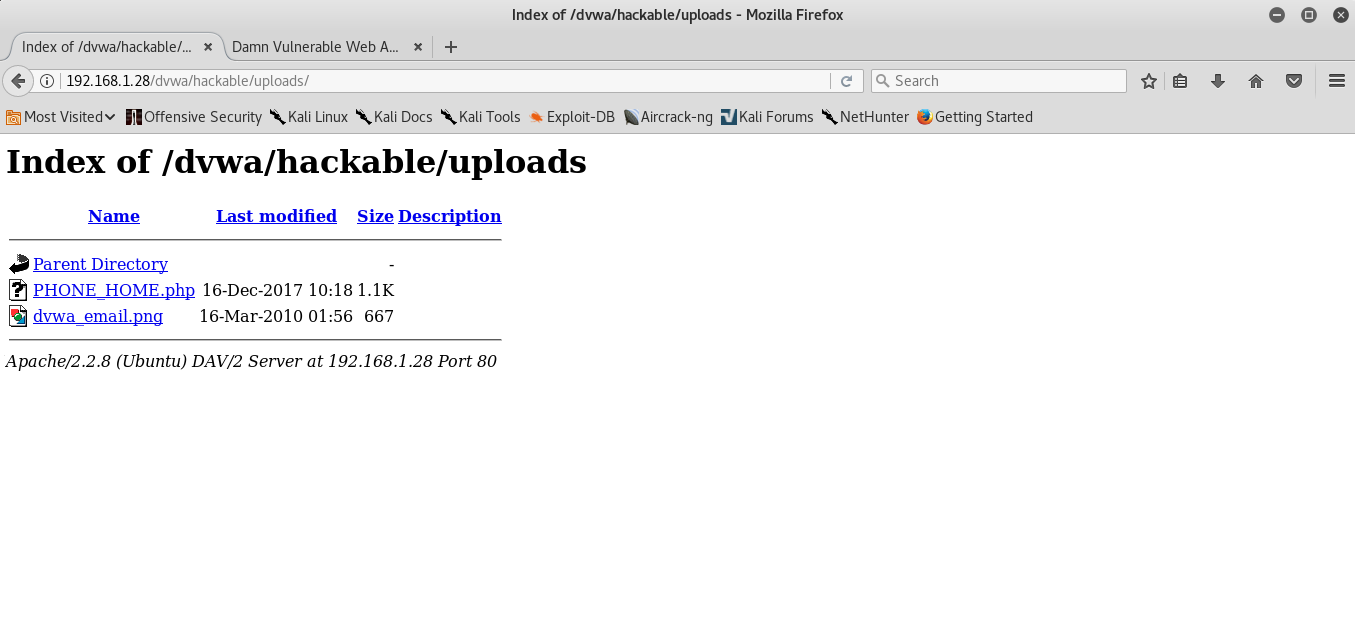 Index of /dvwa/hackable/uploads - Mozilla Firefox
Index of /dvwa/hackable/... × Damn Vulnerable Web A... × +
192.168.1.28/dvwa/hackable/uploads/ Search
Most Visited Offensive Security Kali Linux Kali Docs Kali Tools Exploit-DB Aircrack-ng Kali Forums NetHunter Getting Started
Index of /dvwa/hackable/uploads
Name Last modified Size Description
Parent Directory -
PHONE_HOME.php 16-Dec-2017 10:18 1.1K
dvwa_email.png 16-Mar-2010 01:56 667
Apache/2.2.8 (Ubuntu) DAV/2 Server at 192.168.1.28 Port 80